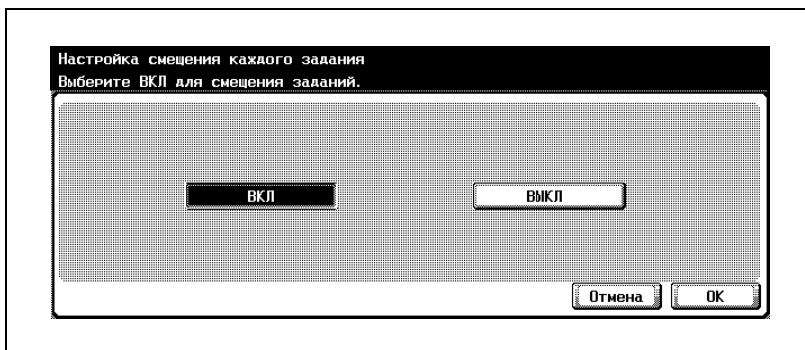 Настройка смещения каждого задания
Выберите ВКЛ для смещения заданий.
ВКЛ ВЫКЛ
Отмена OK